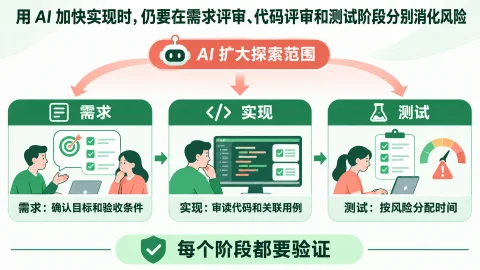 用 AI 加快实现时，仍要在需求评审、代码评审和测试阶段分别消化风险
AI 扩大探索范围
需求
实现
测试
需求：确认目标和验收条件
实现：审读代码和关联用例
测试：按风险分配时间
每个阶段都要验证